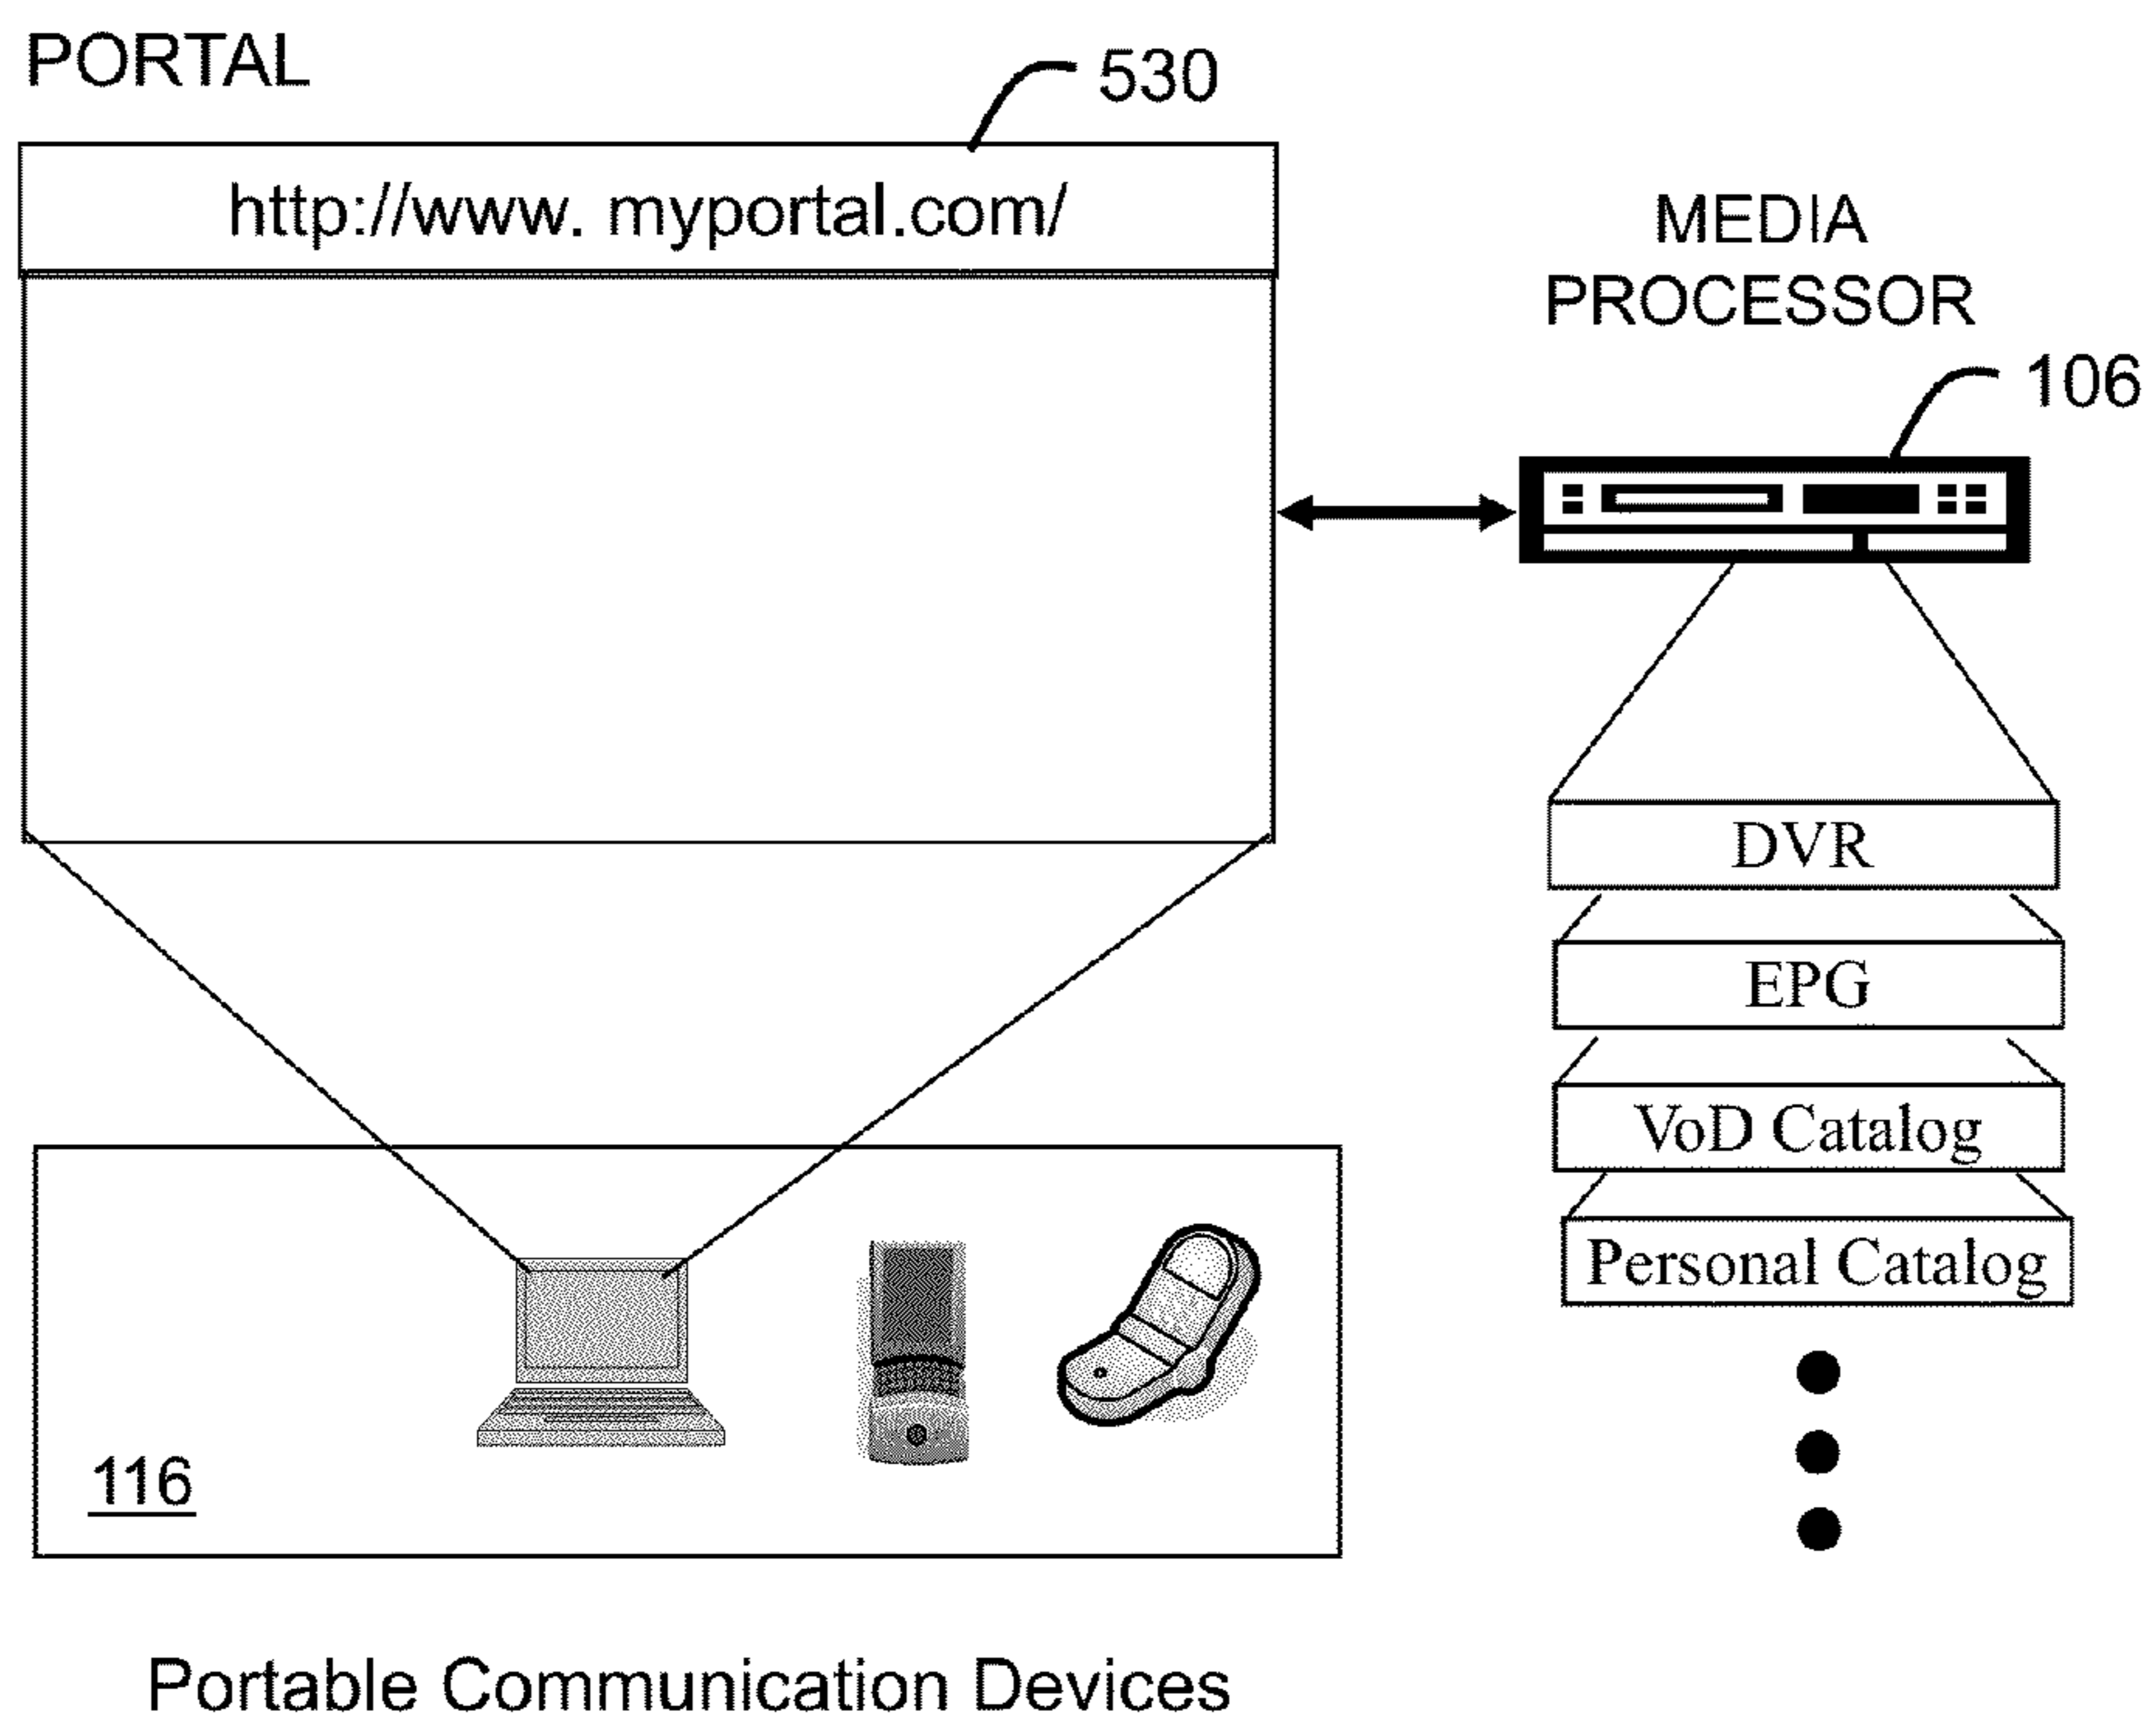 PORTAL
530
http://www. myportal.com/
MEDIA
PROCESSOR
106
DVR
EPG
VoD Catalog
Personal Catalog
116
Portable Communication Devices